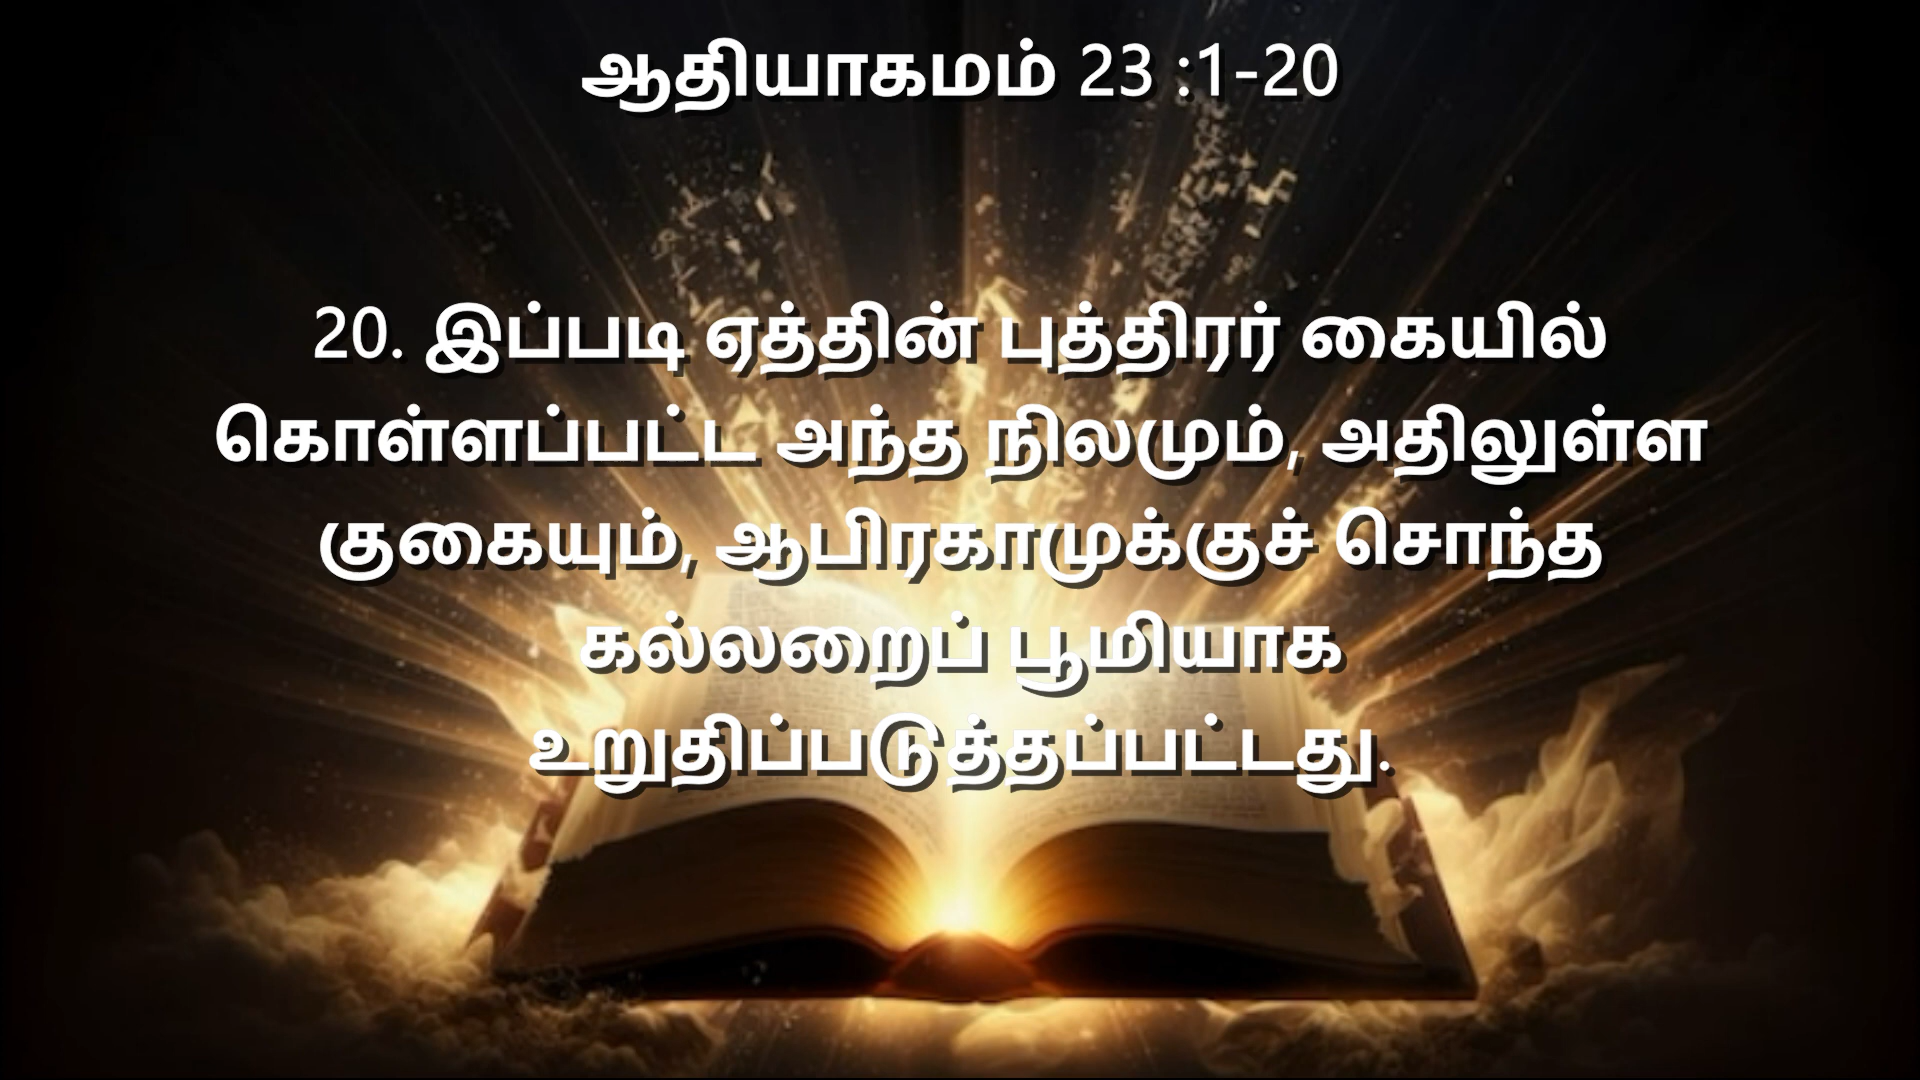 ஆதியாகமம் 23 :1-20
20. இப்படி ஏத்தின் புத்திரர் கையில்
கொள்ளப்பட்ட அந்த நிலமும், அதிலுள்ள
குகையும், ஆபிரகாமுக்குச் சொந்த
கல்லறைப் பூமியாக
உறுதிப்படுத்தப்பட்டது.